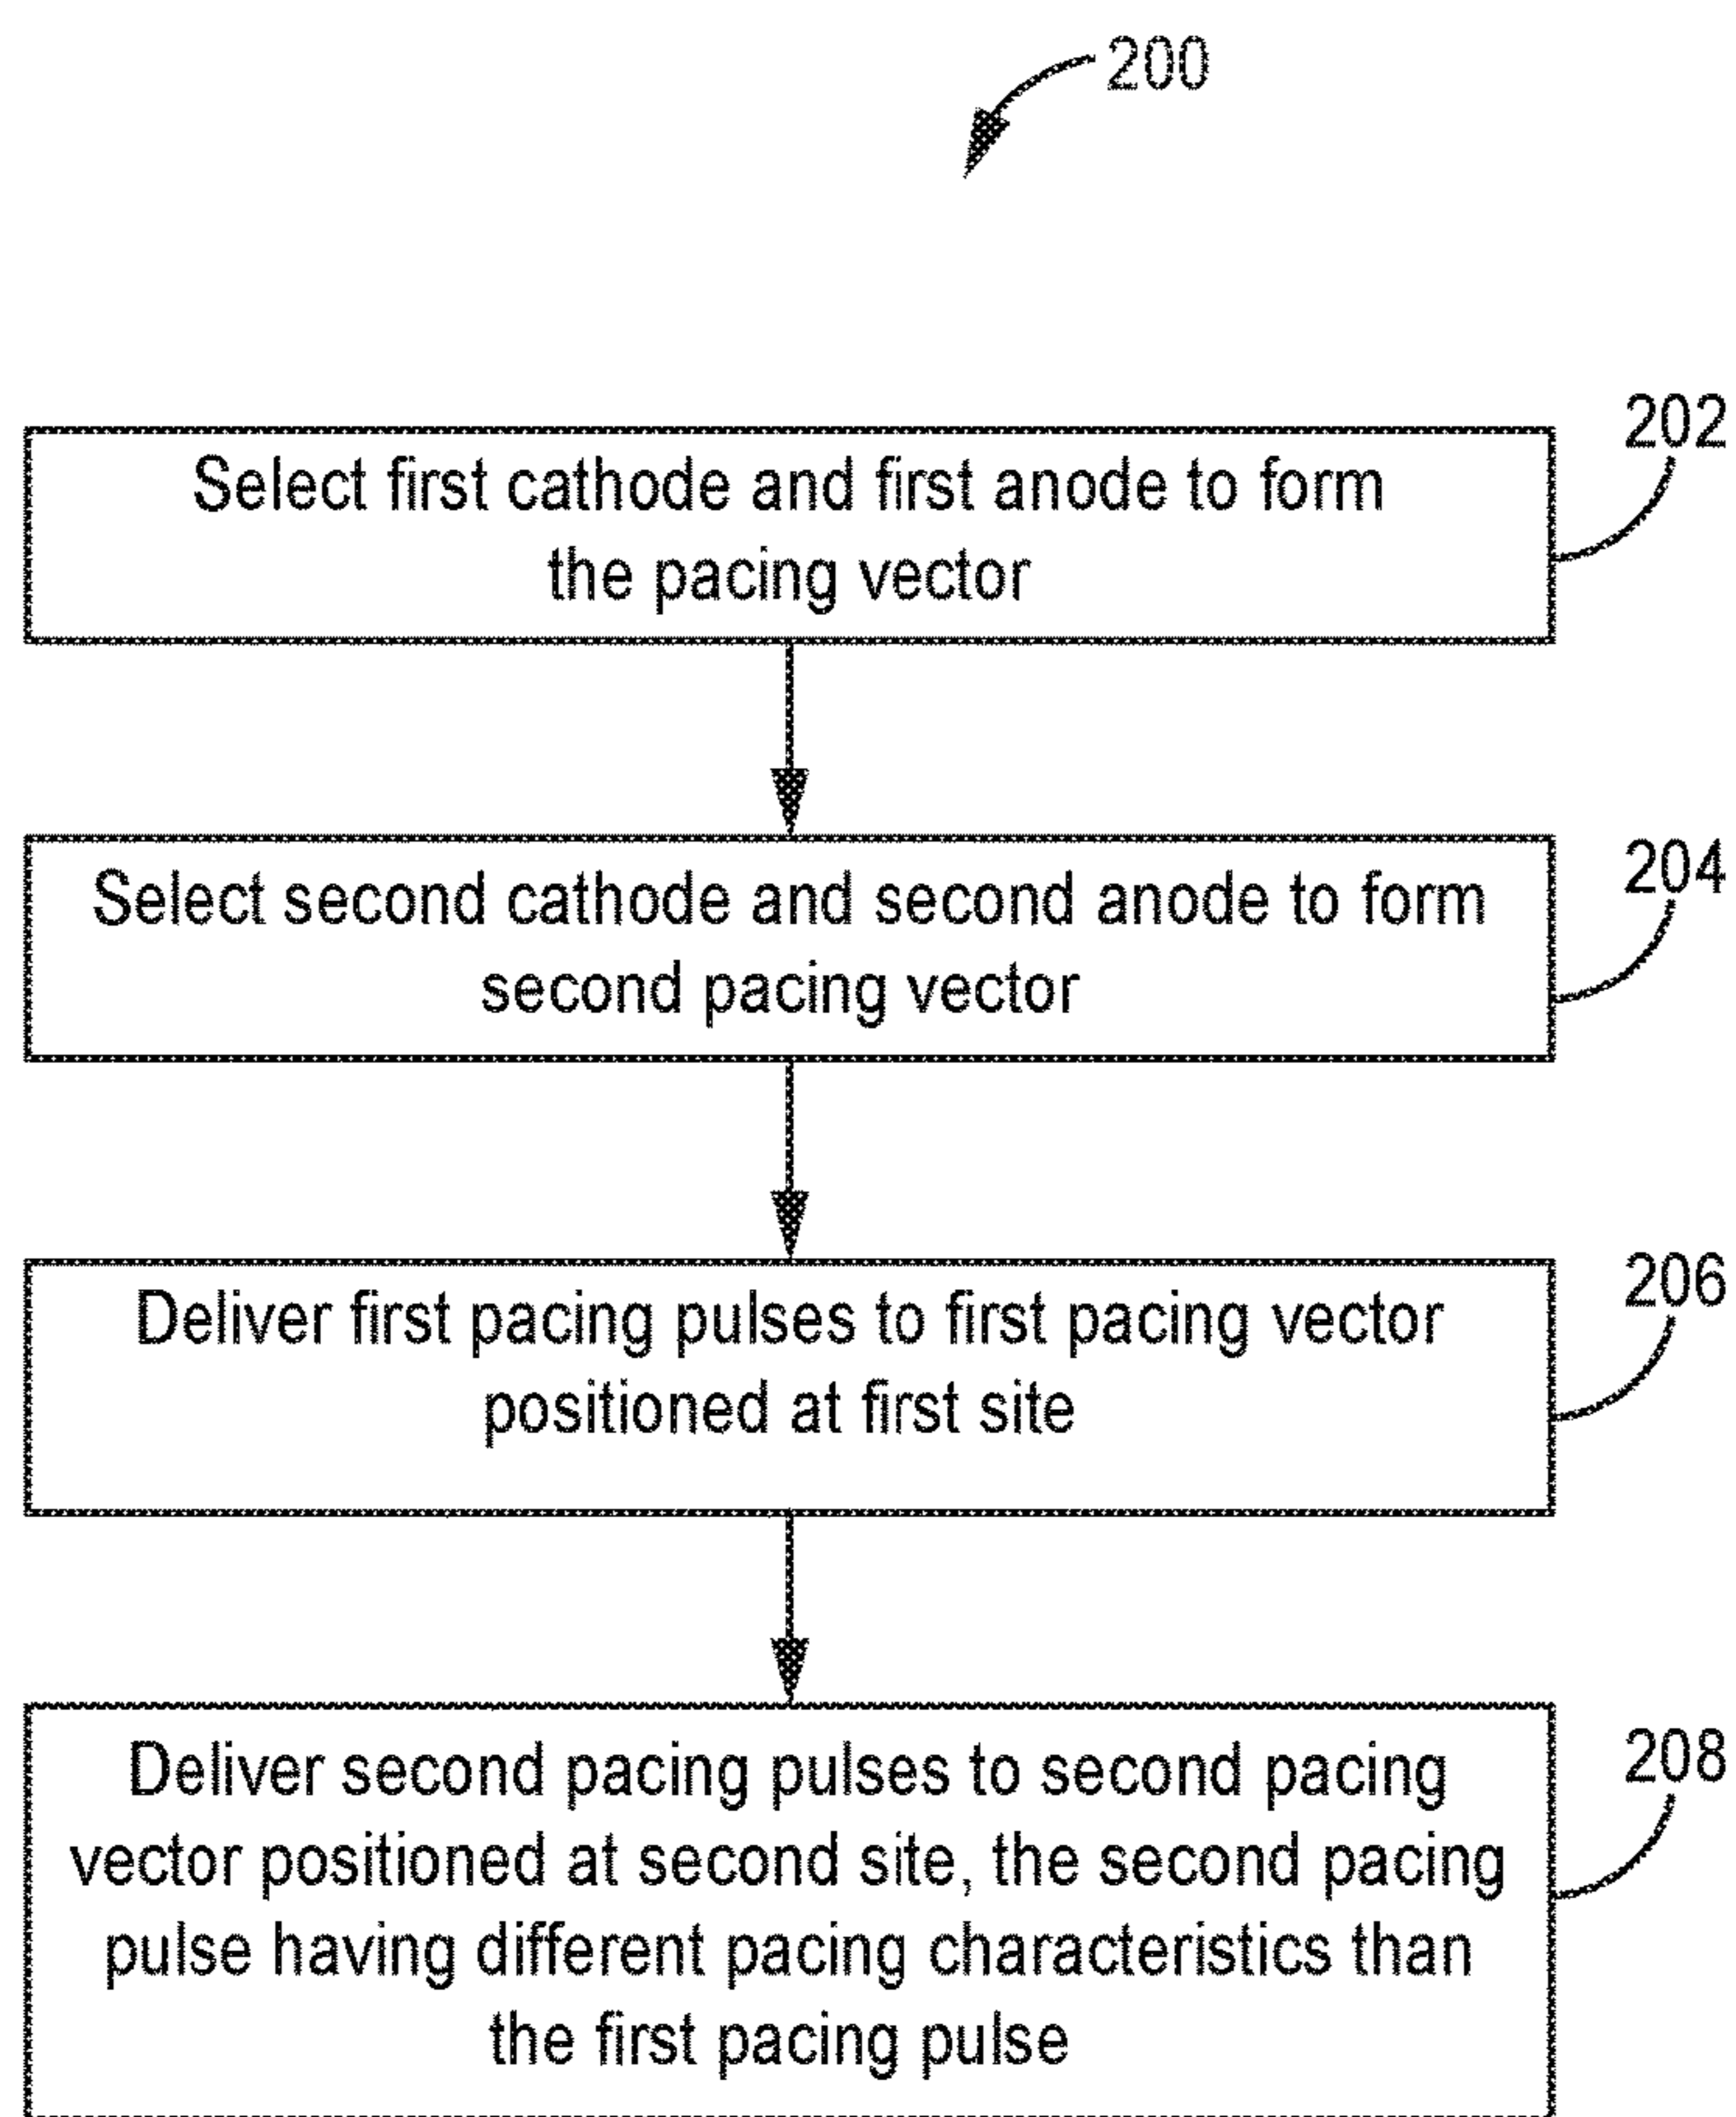 200
202
Select first cathode and first anode to form
the pacing vector
204
Select second cathode and second anode to form
second pacing vector
206
Deliver first pacing pulses to first pacing vector
positioned at first site
208
Deliver second pacing pulses to second pacing
vector positioned at second site, the second pacing
pulse having different pacing characteristics than
the first pacing pulse